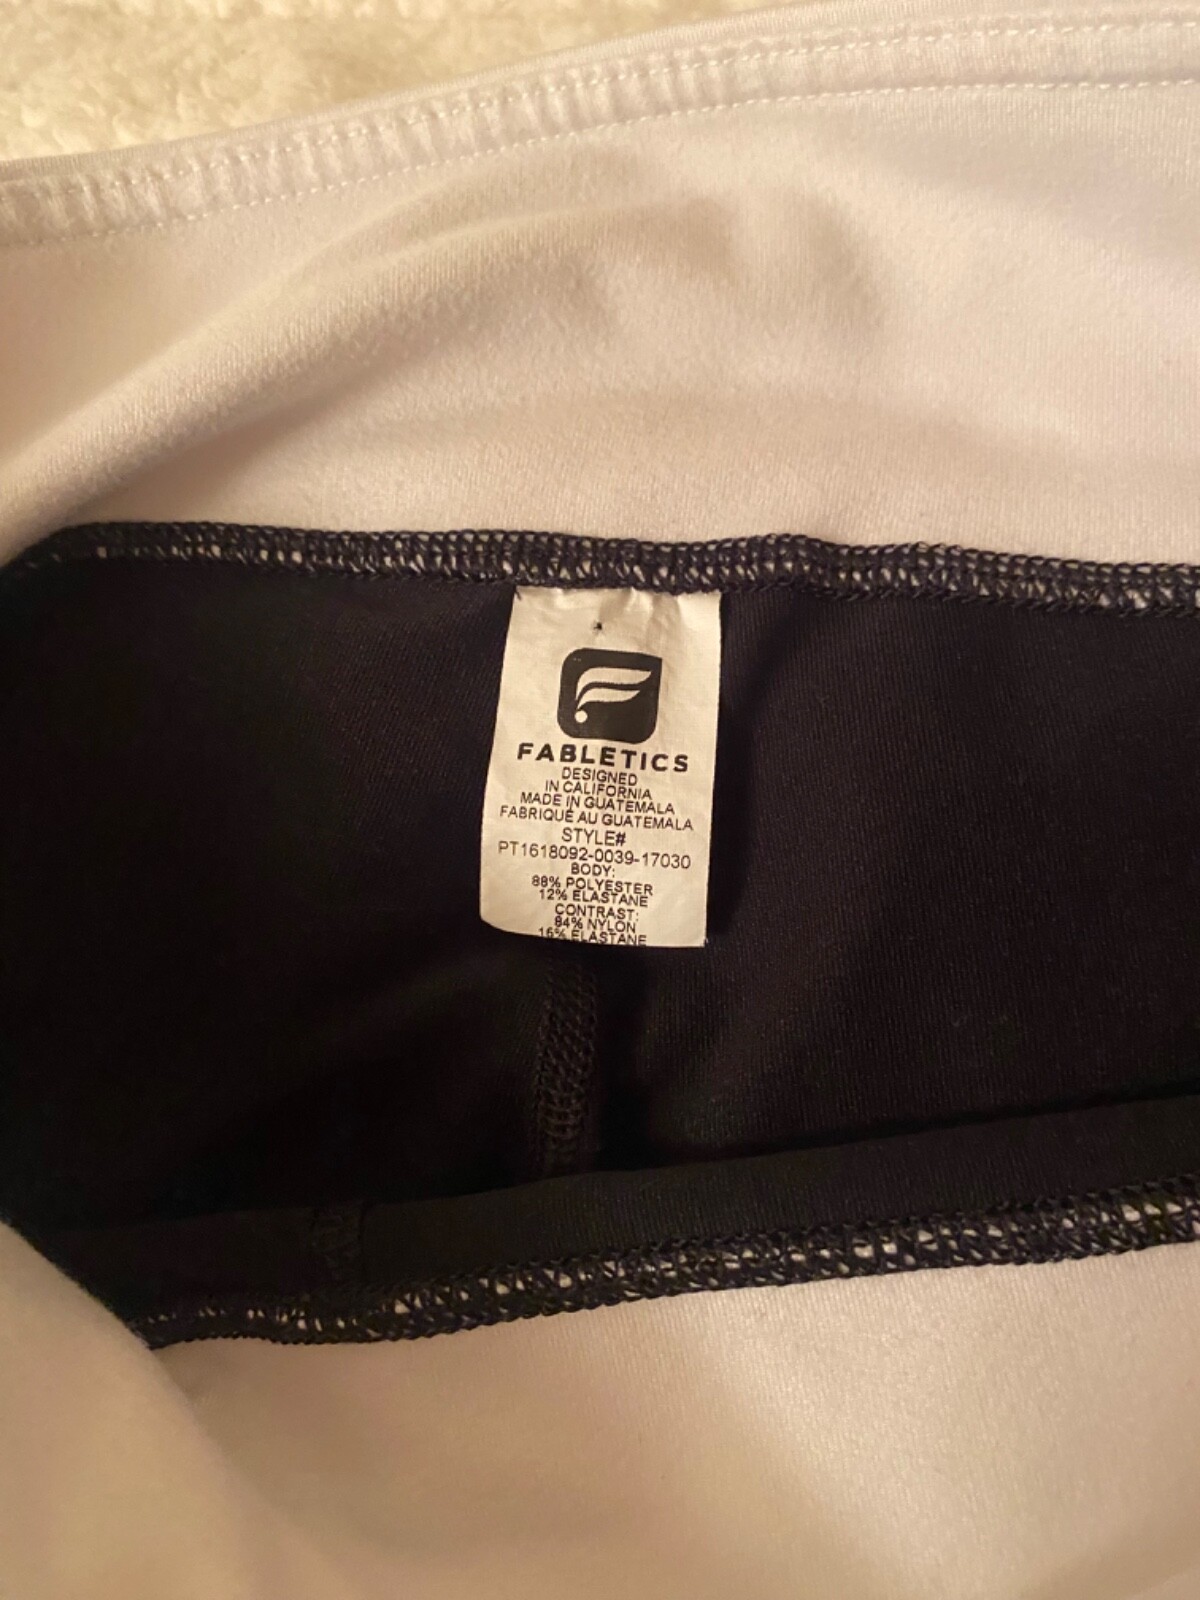 FABLETICS
DESIGNED
IN CALIFORNIA
MADE IN GUATEMALA
FABRIQUÉ AU GUATEMALA
STYLE#
PT1618092-0039-17030
BODY:
88% POLYESTER
12% ELASTANE
CONTRAST:
84% NYLON
16% ELASTANE